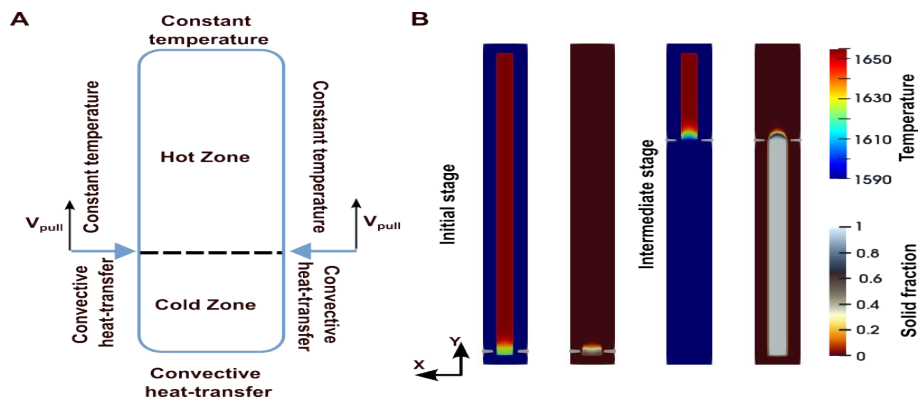 A
Constant
temperature
Constant temperature
Constant temperature
Hot Zone
V pull
V pull
Convective
heat-transfer
Convective
heat-transfer
Cold Zone
Convective
heat-transfer
B
Initial stage
Y
X
Intermediate stage
1650
1630
1610
1590
Temperature
1
0.8
0.6
0.4
0.2
0
Solid fraction